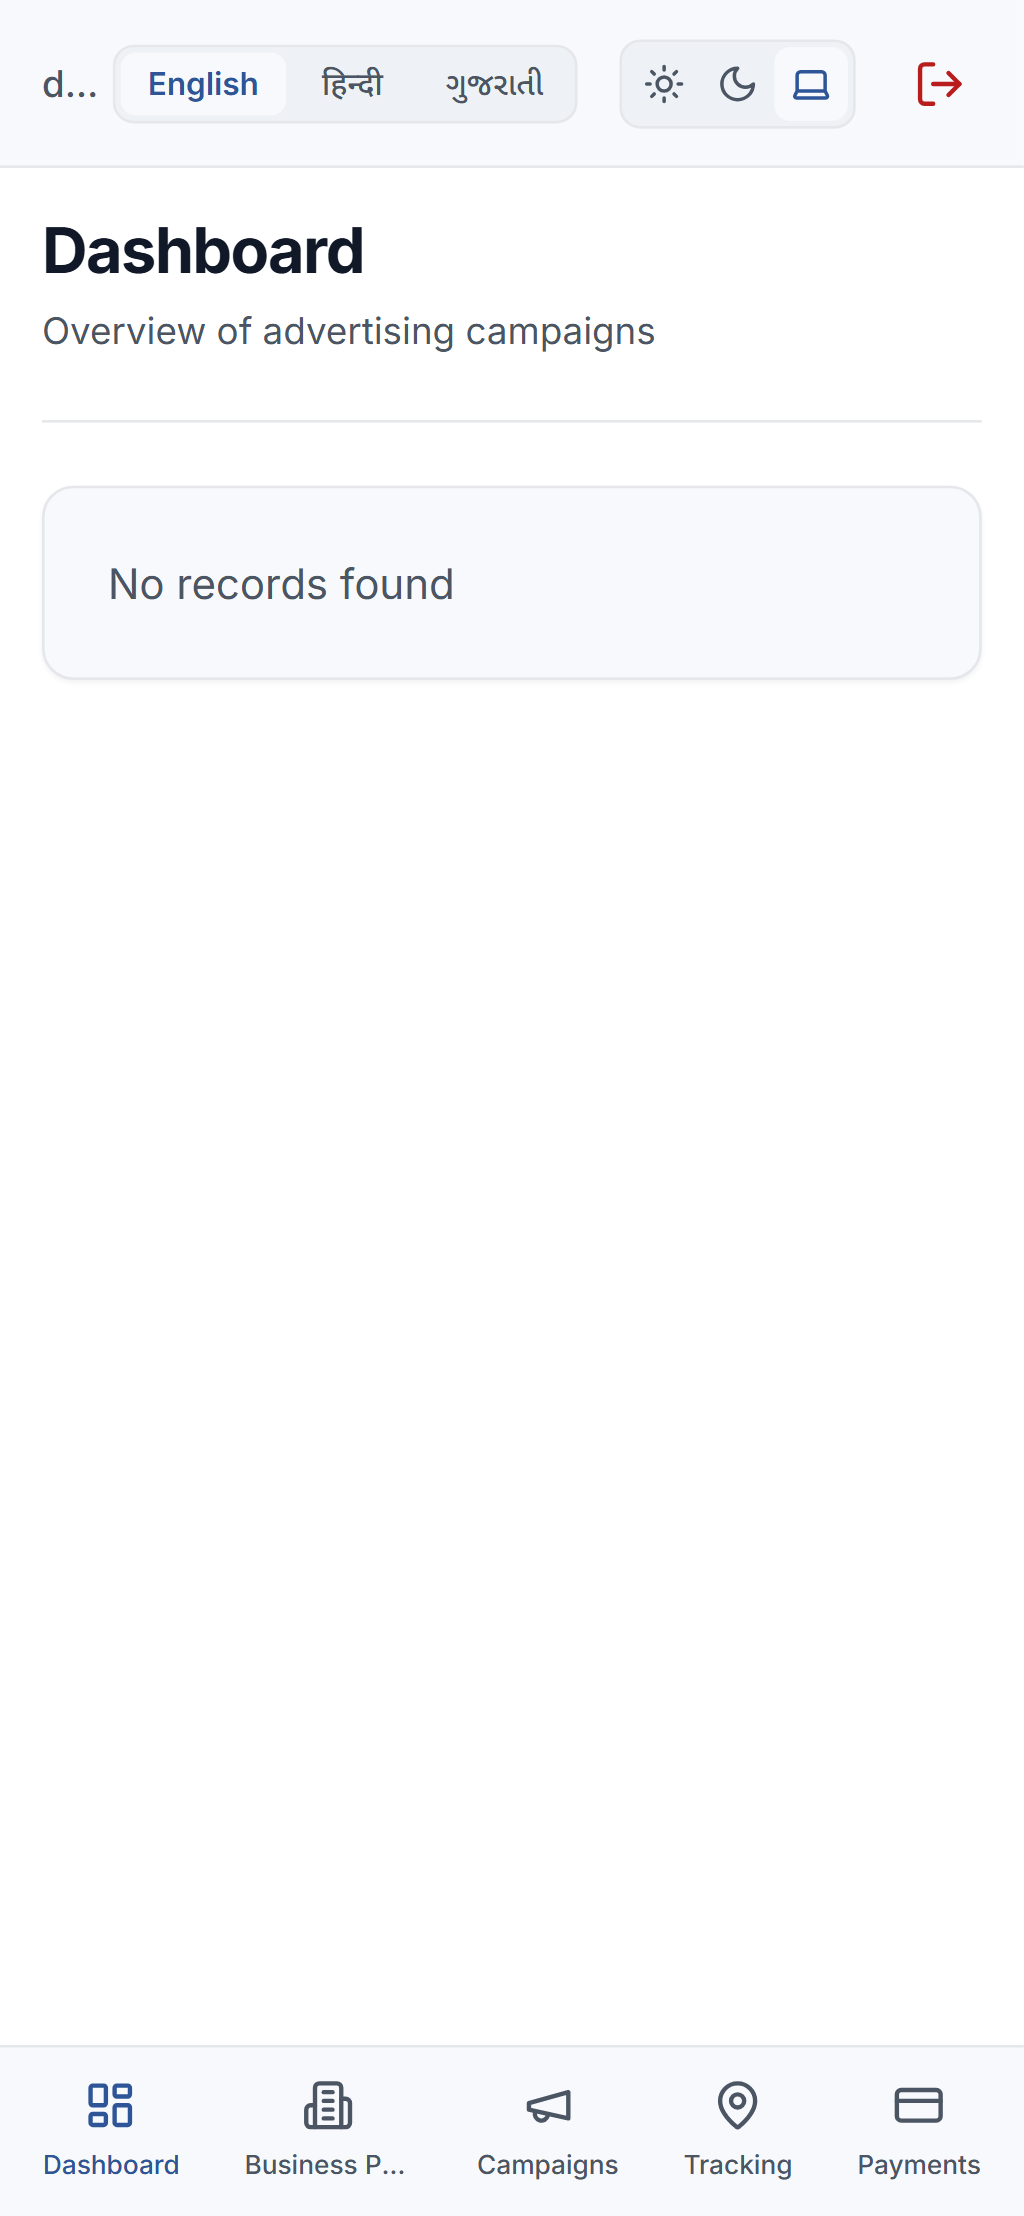 d... English हिन्दी ગુજરાતી
Dashboard
Overview of advertising campaigns
No records found
Dashboard Business P... Campaigns Tracking Payments